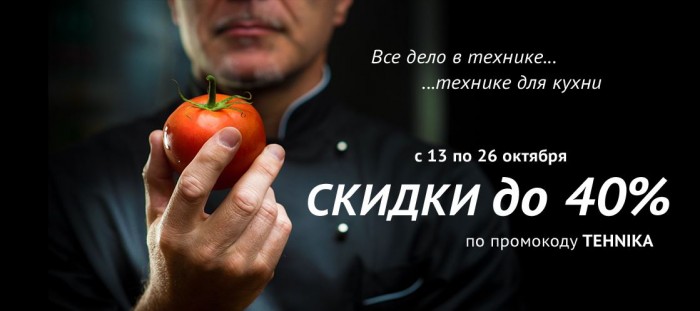 Все дело в технике...
...технике для кухни
с 13 по 26 октября
СКИДКИ до 40%
по промокоду TEHNIKA